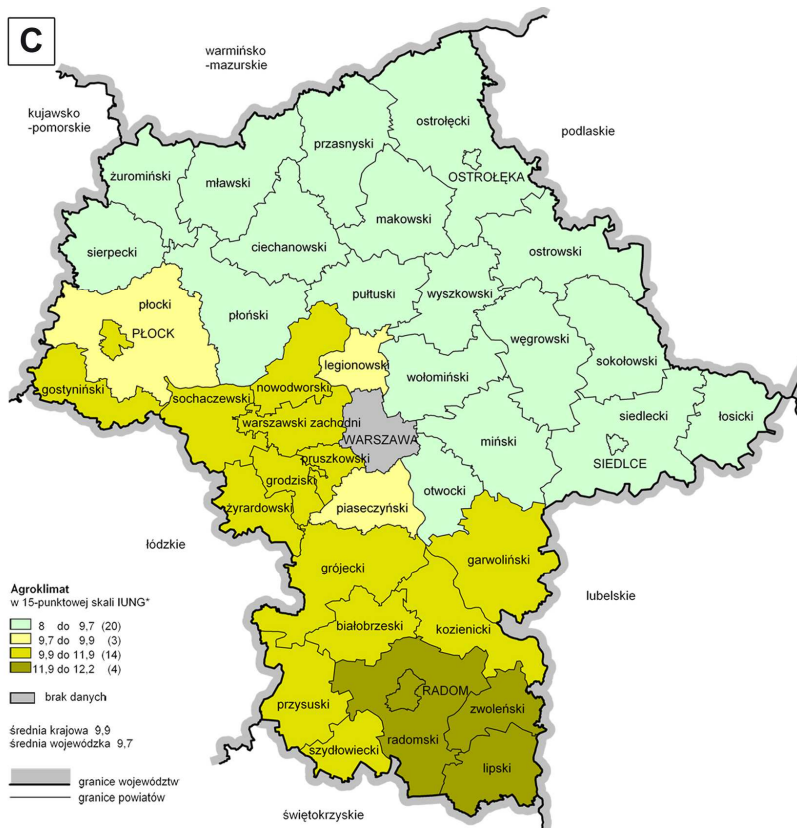 C
warmińsko
-mazurskie
kujawsko
-pomorskie
podlaskie
ostrołęcki
przasnyski
OSTROŁĘKA
żuromiński
mławski
makowski
ciechanowski
sierpecki
ostrowski
płocki
PŁOCK
płoński
pułtuski
wyszkowski
węgrowski
sokołowski
legionowski
wołomiński
gostyniński
nowodworski
sochaczewski
siedlecki
łosicki
warszawski zachodni
WARSZAWA
miński
SIEDLCE
pruszkowski
grodziski
otwocki
żyrardowski
piaseczyński
łódzkie
garwoliński
grójecki
lubelskie
białobrzeski
kozienicki
przysuski
RADOM
zwoleński
radomski
szydłowiecki
lipski
świętokrzyskie
Agroklimat
w 15-punktowej skali IUNG*
8 do 9,7 (20)
9,7 do 9,9 (3)
9,9 do 11,9 (14)
11,9 do 12,2 (4)
brak danych
średnia krajowa 9,9
średnia wojewódzka 9,7
granice województw
granice powiatów